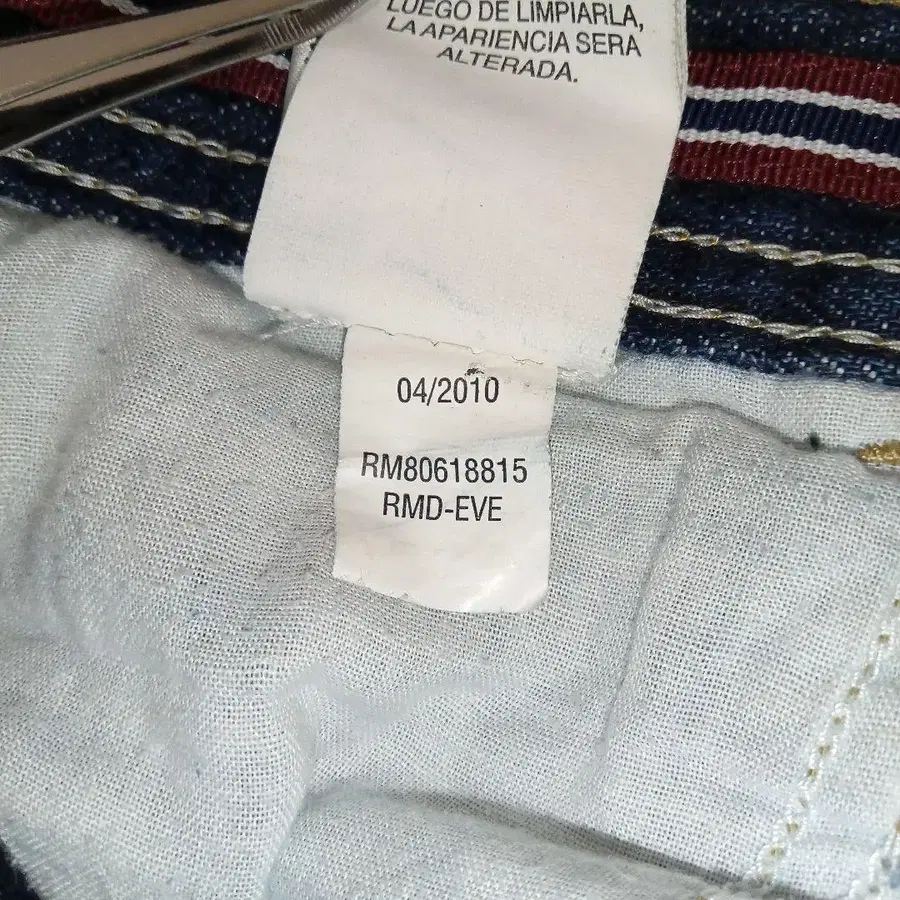 LUEGO DE LIMPIARLA,
LA APARIENCIA SERA
ALTERADA.
04/2010
RM80618815
RMD-EVE